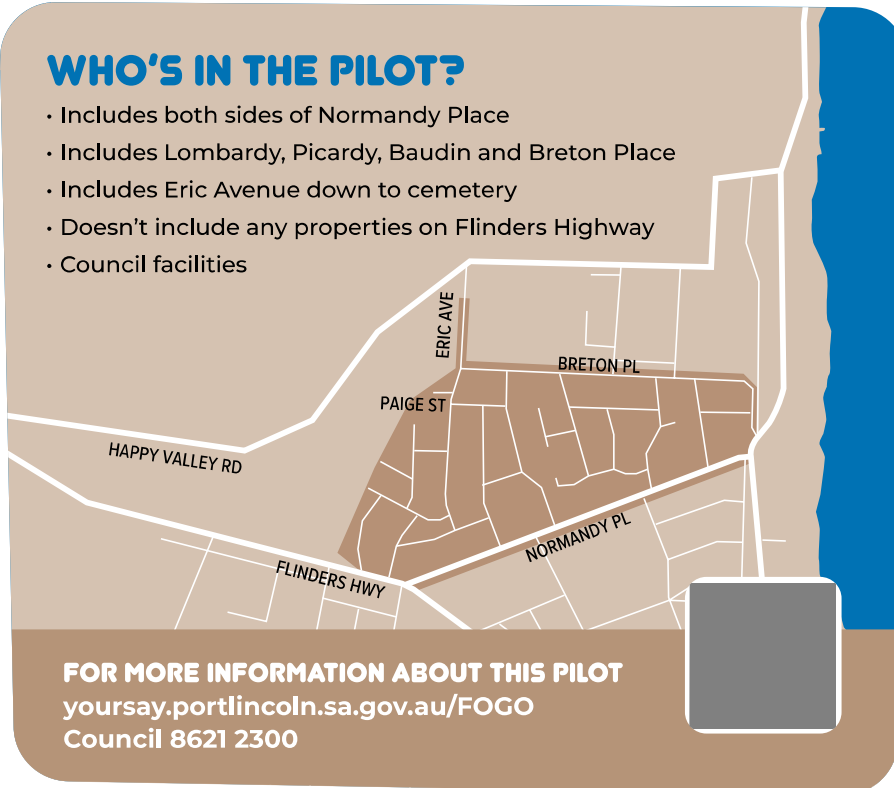 WHO'S IN THE PILOT?
• Includes both sides of Normandy Place
• Includes Lombardy, Picardy, Baudin and Breton Place
• Includes Eric Avenue down to cemetery
• Doesn't include any properties on Flinders Highway
• Council facilities
ERIC AVE
BRETON PL
PAIGE ST
HAPPY VALLEY RD
NORMANDY PL
FLINDERS HWY
FOR MORE INFORMATION ABOUT THIS PILOT
yoursay.portlincoln.sa.gov.au/FOGO
Council 8621 2300